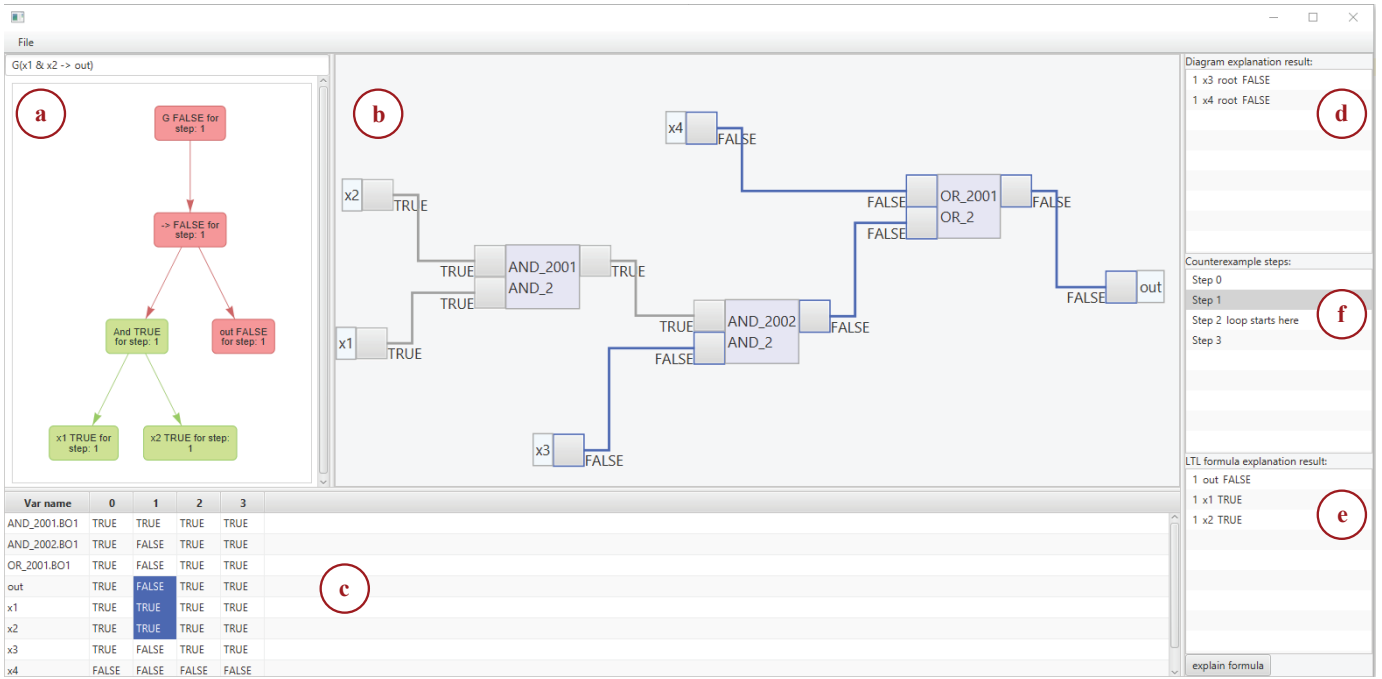 File
G(x1 & x2 -> out)
a
G FALSE for
step: 1
-> FALSE for
step: 1
And TRUE
for step: 1
out FALSE
for step: 1
x1 TRUE for
step: 1
x2 TRUE for step:
1
b
x4
FALSE
x2
TRUE
FALSE
OR_2001
OR_2
FALSE
FALSE
TRUE
AND_2001
AND_2
TRUE
TRUE
FALSE
out
x1
TRUE
TRUE
AND_2002
AND_2
FALSE
FALSE
x3
FALSE
Diagram explanation result:
1 x3 root FALSE
1 x4 root FALSE
d
Counterexample steps:
Step 0
Step 1
Step 2 loop starts here
Step 3
f
LTL formula explanation result:
1 out FALSE
1 x1 TRUE
1 x2 TRUE
e
explain formula
Var name 0 1 2 3
AND_2001.BO1 TRUE TRUE TRUE TRUE
AND_2002.BO1 TRUE FALSE TRUE TRUE
OR_2001.BO1 TRUE FALSE TRUE TRUE
out TRUE FALSE TRUE TRUE
x1 TRUE TRUE TRUE TRUE
x2 TRUE TRUE TRUE TRUE
x3 TRUE FALSE TRUE TRUE
x4 FALSE FALSE FALSE FALSE
c